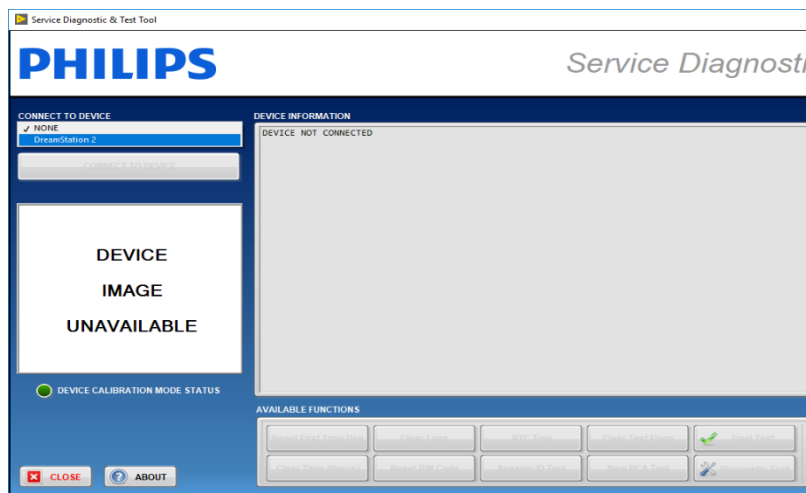 Service Diagnostic & Test Tool
PHILIPS
Service Diagnosti
CONNECT TO DEVICE
✓ NONE
DreamStation 2
CONNECT TO DEVICE
DEVICE
IMAGE
UNAVAILABLE
DEVICE CALIBRATION MODE STATUS
CLOSE
ABOUT
DEVICE INFORMATION
DEVICE NOT CONNECTED
AVAILABLE FUNCTIONS
Reset First Time Use
Clear Logs
RTC Tool
Clear Test Flags
Final Test
Clear Time (Hours)
Reset PIN Code
Session ID Tool
New PCA Tool
Diagnostic Tests